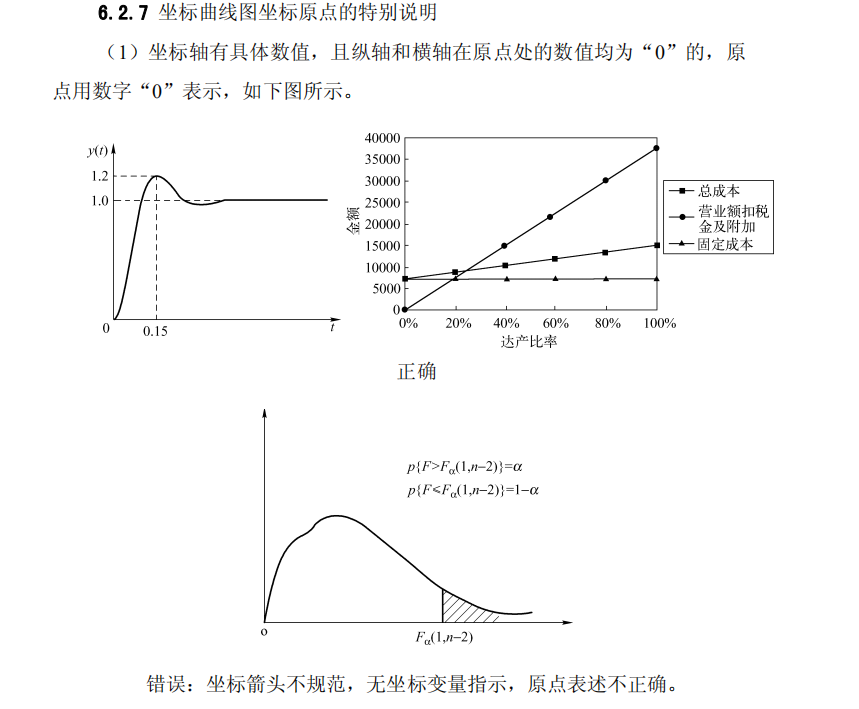 6.2.7 坐标曲线图坐标原点的特别说明
（1）坐标轴有具体数值，且纵轴和横轴在原点处的数值均为“0”的，原
点用数字“0”表示，如下图所示。
y(t)
1.2
1.0
0
0.15
t
40000
35000
30000
25000
20000
15000
10000
5000
0
金额
0% 20% 40% 60% 80% 100%
达产比率
总成本
营业额扣税
金及附加
固定成本
正确
p{F>Fα(1,n−2)}=α
p{F≤Fα(1,n−2)}=1−α
o
Fα(1,n−2)
错误：坐标箭头不规范，无坐标变量指示，原点表述不正确。